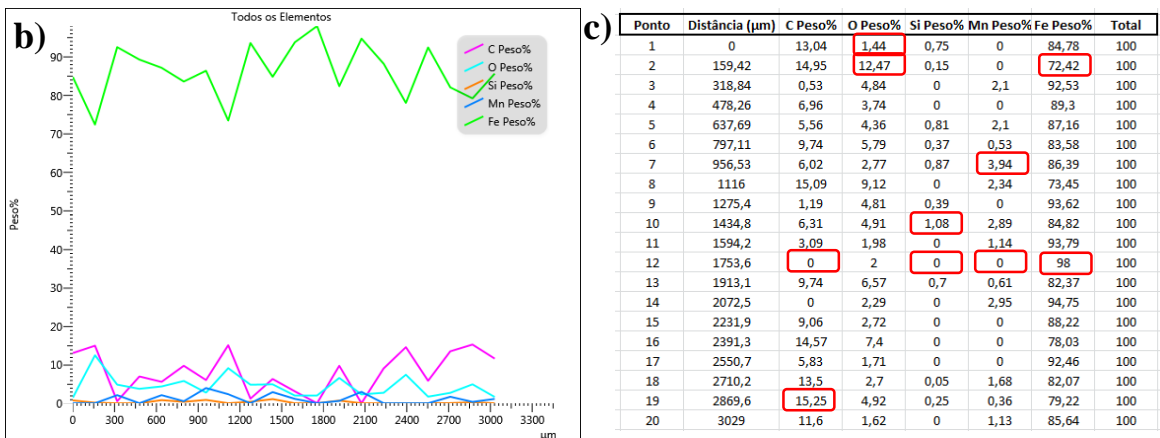 b)
Todos os Elementos
C Peso%
O Peso%
Si Peso%
Mn Peso%
Fe Peso%
Peso%
90
80
70
60
50
40
30
20
10
0
0 300 600 900 1200 1500 1800 2100 2400 2700 3000 3300
µm
c)
Ponto Distância (µm) C Peso% O Peso% Si Peso% Mn Peso% Fe Peso% Total
1 0 13,04 1,44 0,75 0 84,78 100
2 159,42 14,95 12,47 0,15 0 72,42 100
3 318,84 0,53 4,84 0 2,1 92,53 100
4 478,26 6,96 3,74 0 0 89,3 100
5 637,69 5,56 4,36 0,81 2,1 87,16 100
6 797,11 9,74 5,79 0,37 0,53 83,58 100
7 956,53 6,02 2,77 0,87 3,94 86,39 100
8 1116 15,09 9,12 0 2,34 73,45 100
9 1275,4 1,19 4,81 0,39 0 93,62 100
10 1434,8 6,31 4,91 1,08 2,89 84,82 100
11 1594,2 3,09 1,98 0 1,14 93,79 100
12 1753,6 0 2 0 0 98 100
13 1913,1 9,74 6,57 0,7 0,61 82,37 100
14 2072,5 0 2,29 0 2,95 94,75 100
15 2231,9 9,06 2,72 0 0 88,22 100
16 2391,3 14,57 7,4 0 0 78,03 100
17 2550,7 5,83 1,71 0 0 92,46 100
18 2710,2 13,5 2,7 0,05 1,68 82,07 100
19 2869,6 15,25 4,92 0,25 0,36 79,22 100
20 3029 11,6 1,62 0 1,13 85,64 100